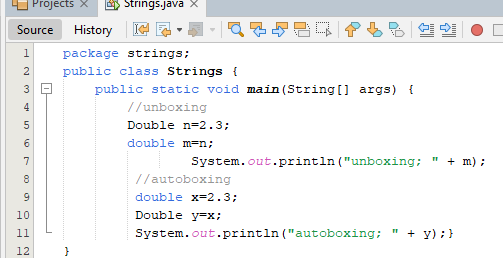 Projects × Strings.java ×
Source History
1 package strings;
2 public class Strings {
3 public static void main(String[] args) {
4 //unboxing
5 Double n=2.3;
6 double m=n;
7 System.out.println("unboxing; " + m);
8 //autoboxing
9 double x=2.3;
10 Double y=x;
11 System.out.println("autoboxing; " + y);}
12 }